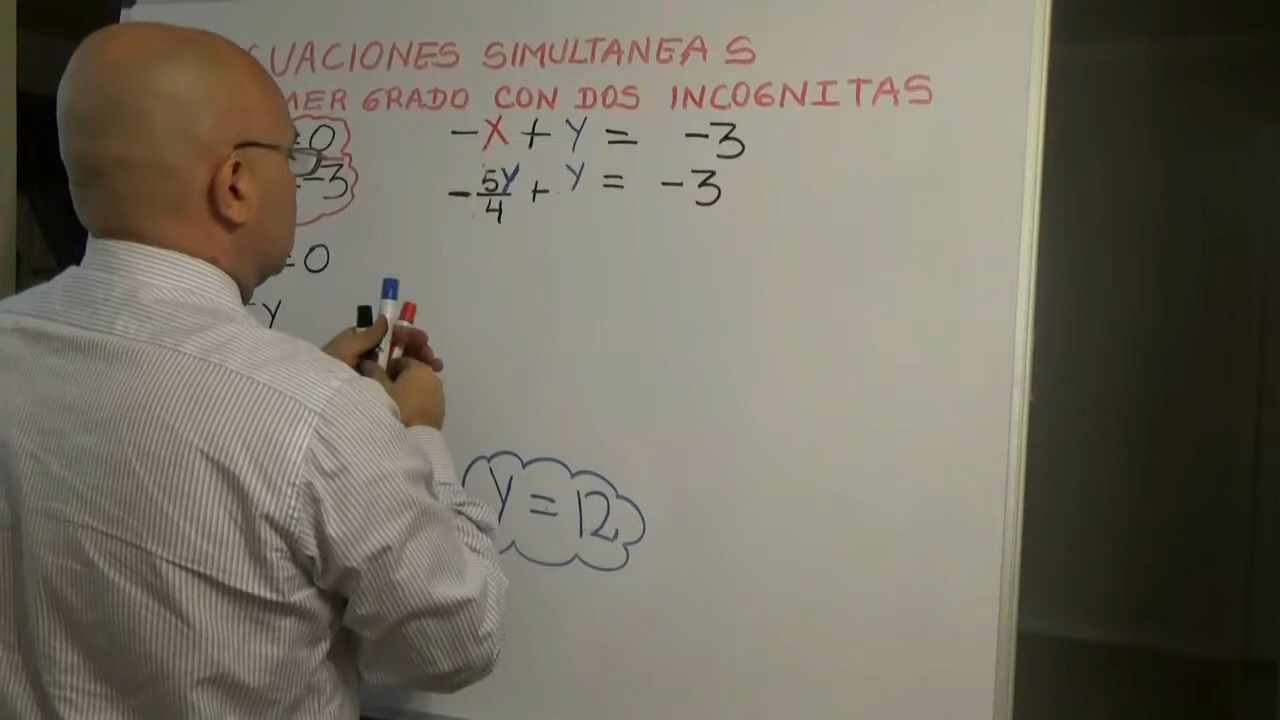 CUACIONES SIMULTANEAS
MER GRADO CON DOS INCOGNITAS
=0
=-3
=0
Y
-X + Y = -3
-5Y/4 + Y = -3
Y = 12